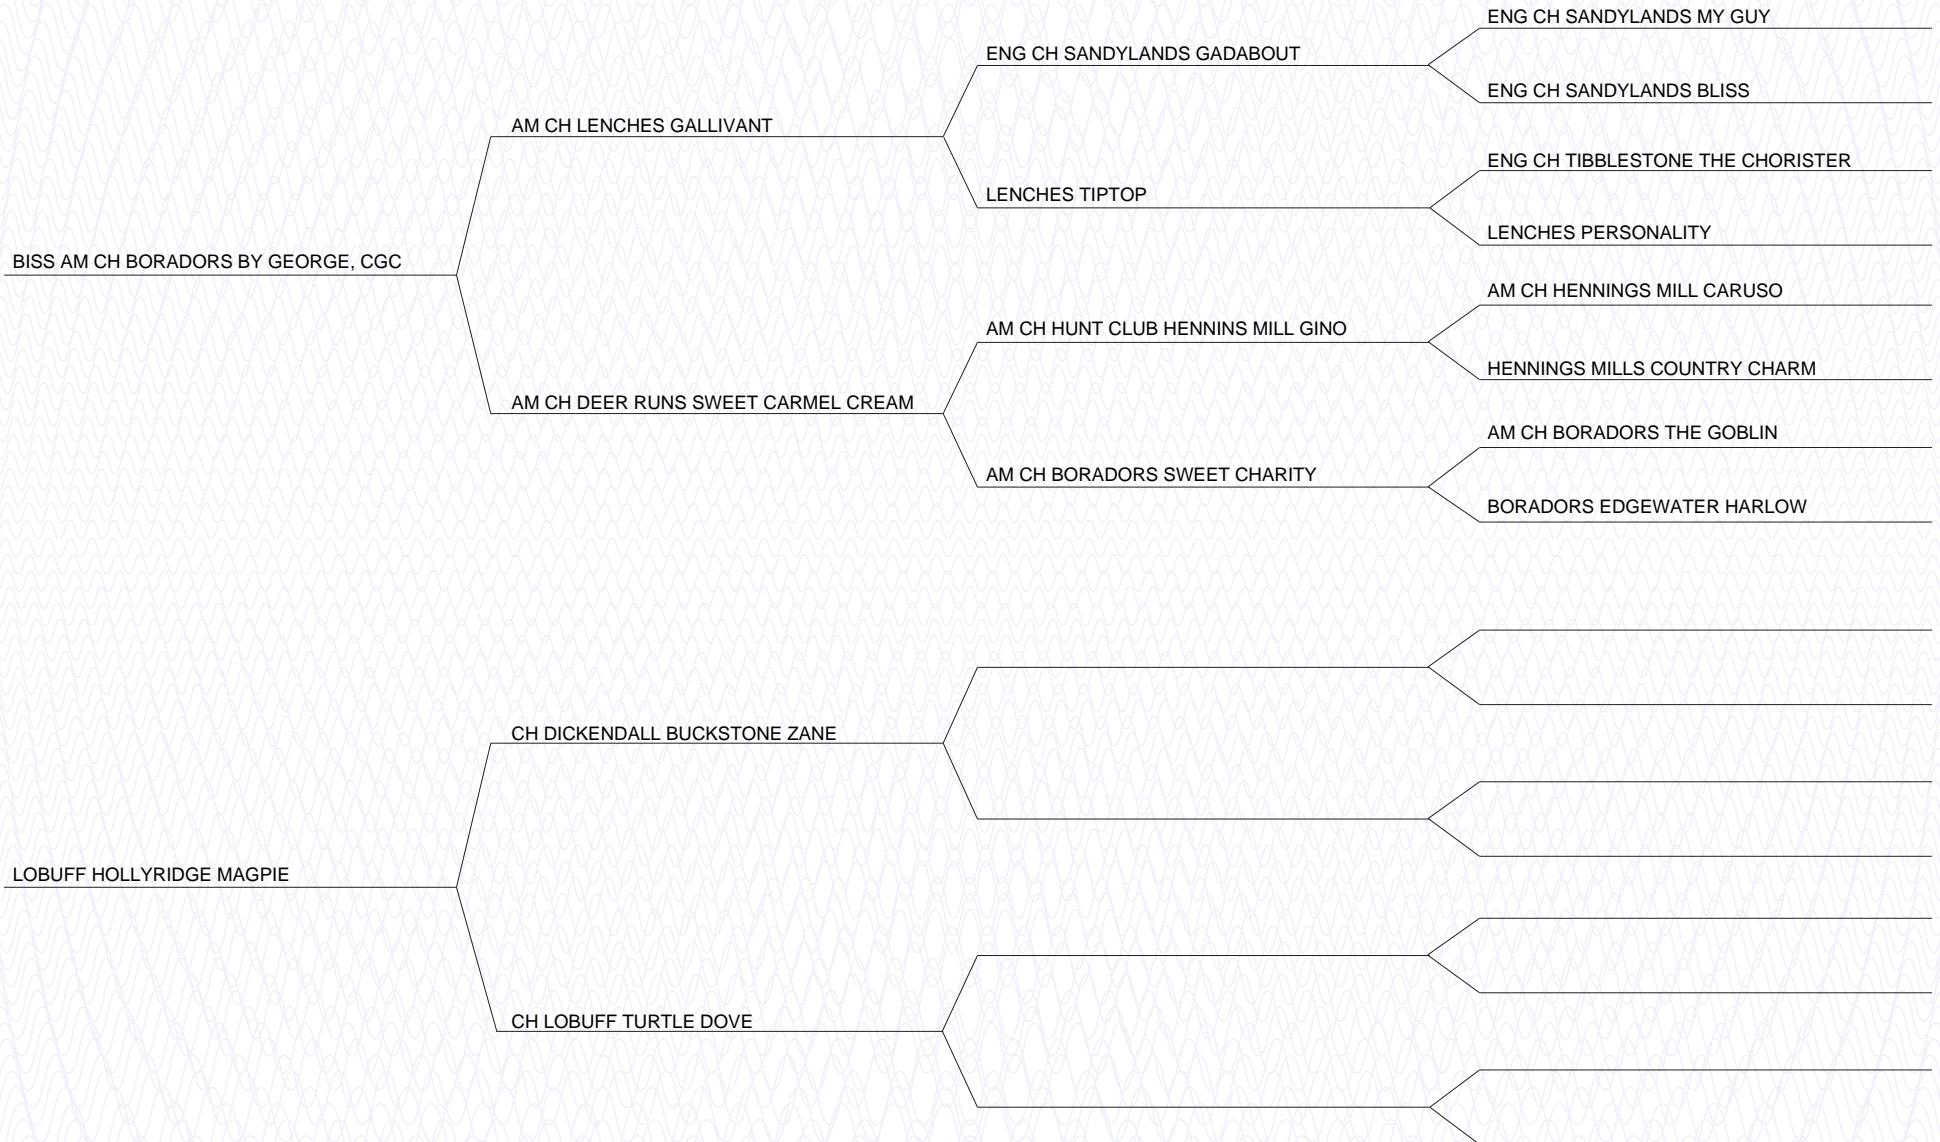 ENG CH SANDYLANDS MY GUY
ENG CH SANDYLANDS GADABOUT
ENG CH SANDYLANDS BLISS
AM CH LENCHES GALLIVANT
ENG CH TIBBLESTONE THE CHORISTER
LENCHES TIPTOP
LENCHES PERSONALITY
BISS AM CH BORADORS BY GEORGE, CGC
AM CH HENNINGS MILL CARUSO
AM CH HUNT CLUB HENNINS MILL GINO
HENNINGS MILLS COUNTRY CHARM
AM CH DEER RUNS SWEET CARMEL CREAM
AM CH BORADORS THE GOBLIN
AM CH BORADORS SWEET CHARITY
BORADORS EDGEWATER HARLOW
CH DICKENDALL BUCKSTONE ZANE
LOBUFF HOLLYRIDGE MAGPIE
CH LOBUFF TURTLE DOVE